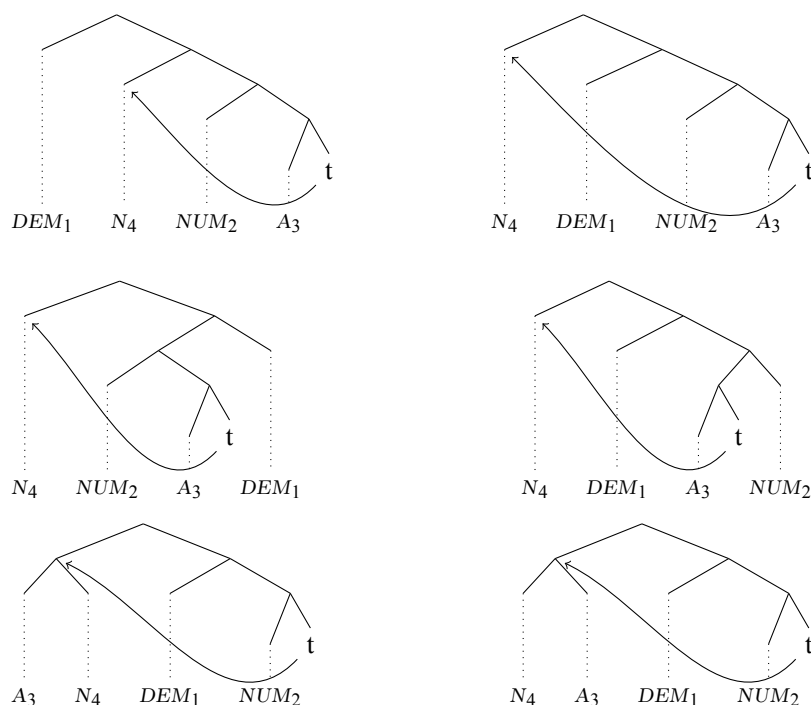 t t
DEM₁ N₄ NUM₂ A₃ N₄ DEM₁ NUM₂ A₃
t t
N₄ NUM₂ A₃ DEM₁ N₄ DEM₁ A₃ NUM₂
t t
A₃ N₄ DEM₁ NUM₂ N₄ A₃ DEM₁ NUM₂